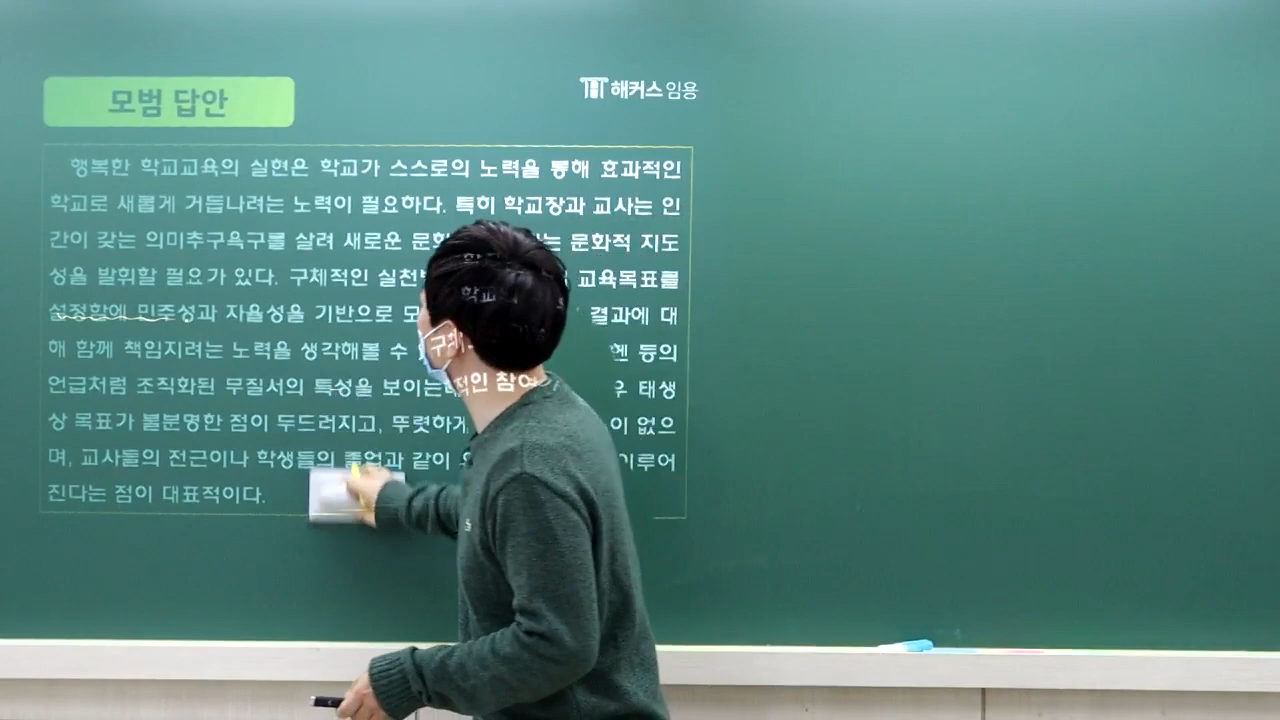 모범 답안
해커스 임용
행복한 학교교육의 실현은 학교가 스스로의 노력을 통해 효과적인
학교로 새롭게 거듭나려는 노력이 필요하다. 특히 학교장과 교사는 인
간이 갖는 의미추구욕구를 살려 새로운 문화 문화적 지도
성을 발휘할 필요가 있다. 구체적인 교육목표를
설정함에 민주성과 자율성을 기반으로 결과에 대
해 함께 책임지려는 노력을 생각해볼 수 등의
언급처럼 조직화된 무질서의 특성을 보이는 적인 참여 태생
상 목표가 불분명한 점이 두드러지고, 뚜렷하게 없으
며, 교사들의 전근이나 학생들의 졸업과 같이 이루어
진다는 점이 대표적이다.